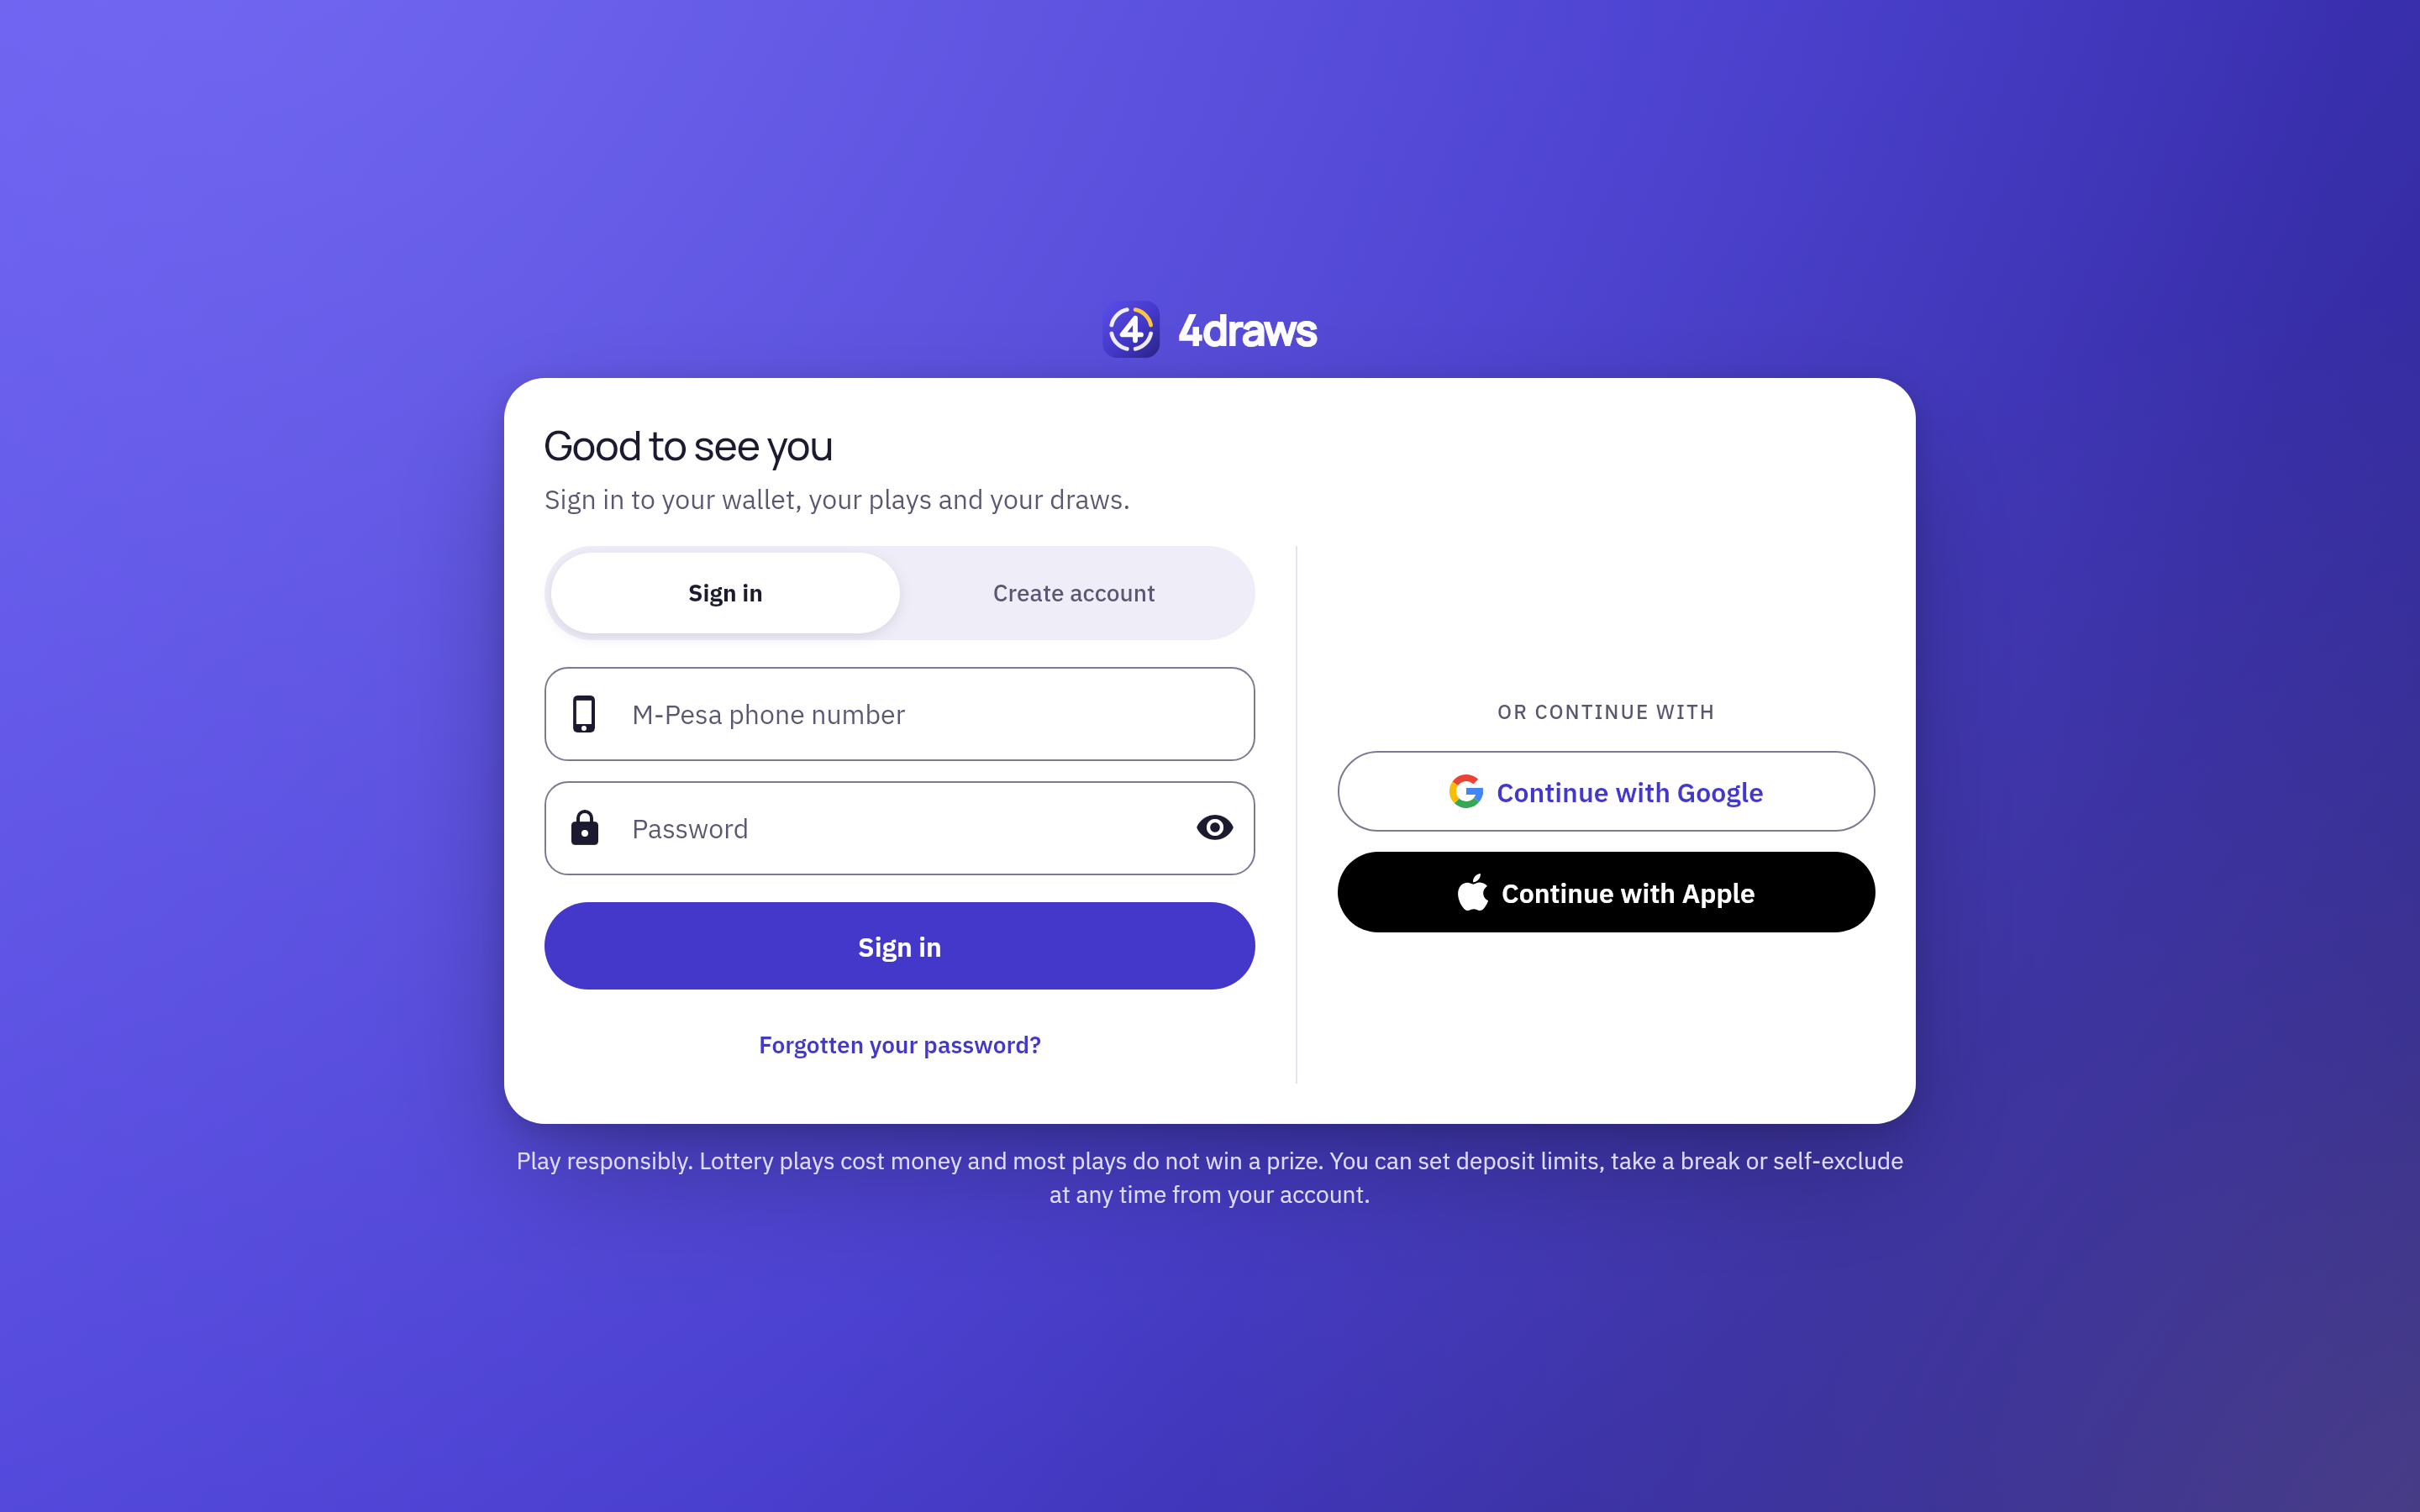 4 4draws
Good to see you
Sign in to your wallet, your plays and your draws.
Sign in
Create account
M-Pesa phone number
Password
Sign in
Forgotten your password?
OR CONTINUE WITH
Continue with Google
Continue with Apple
Play responsibly. Lottery plays cost money and most plays do not win a prize. You can set deposit limits, take a break or self-exclude
at any time from your account.